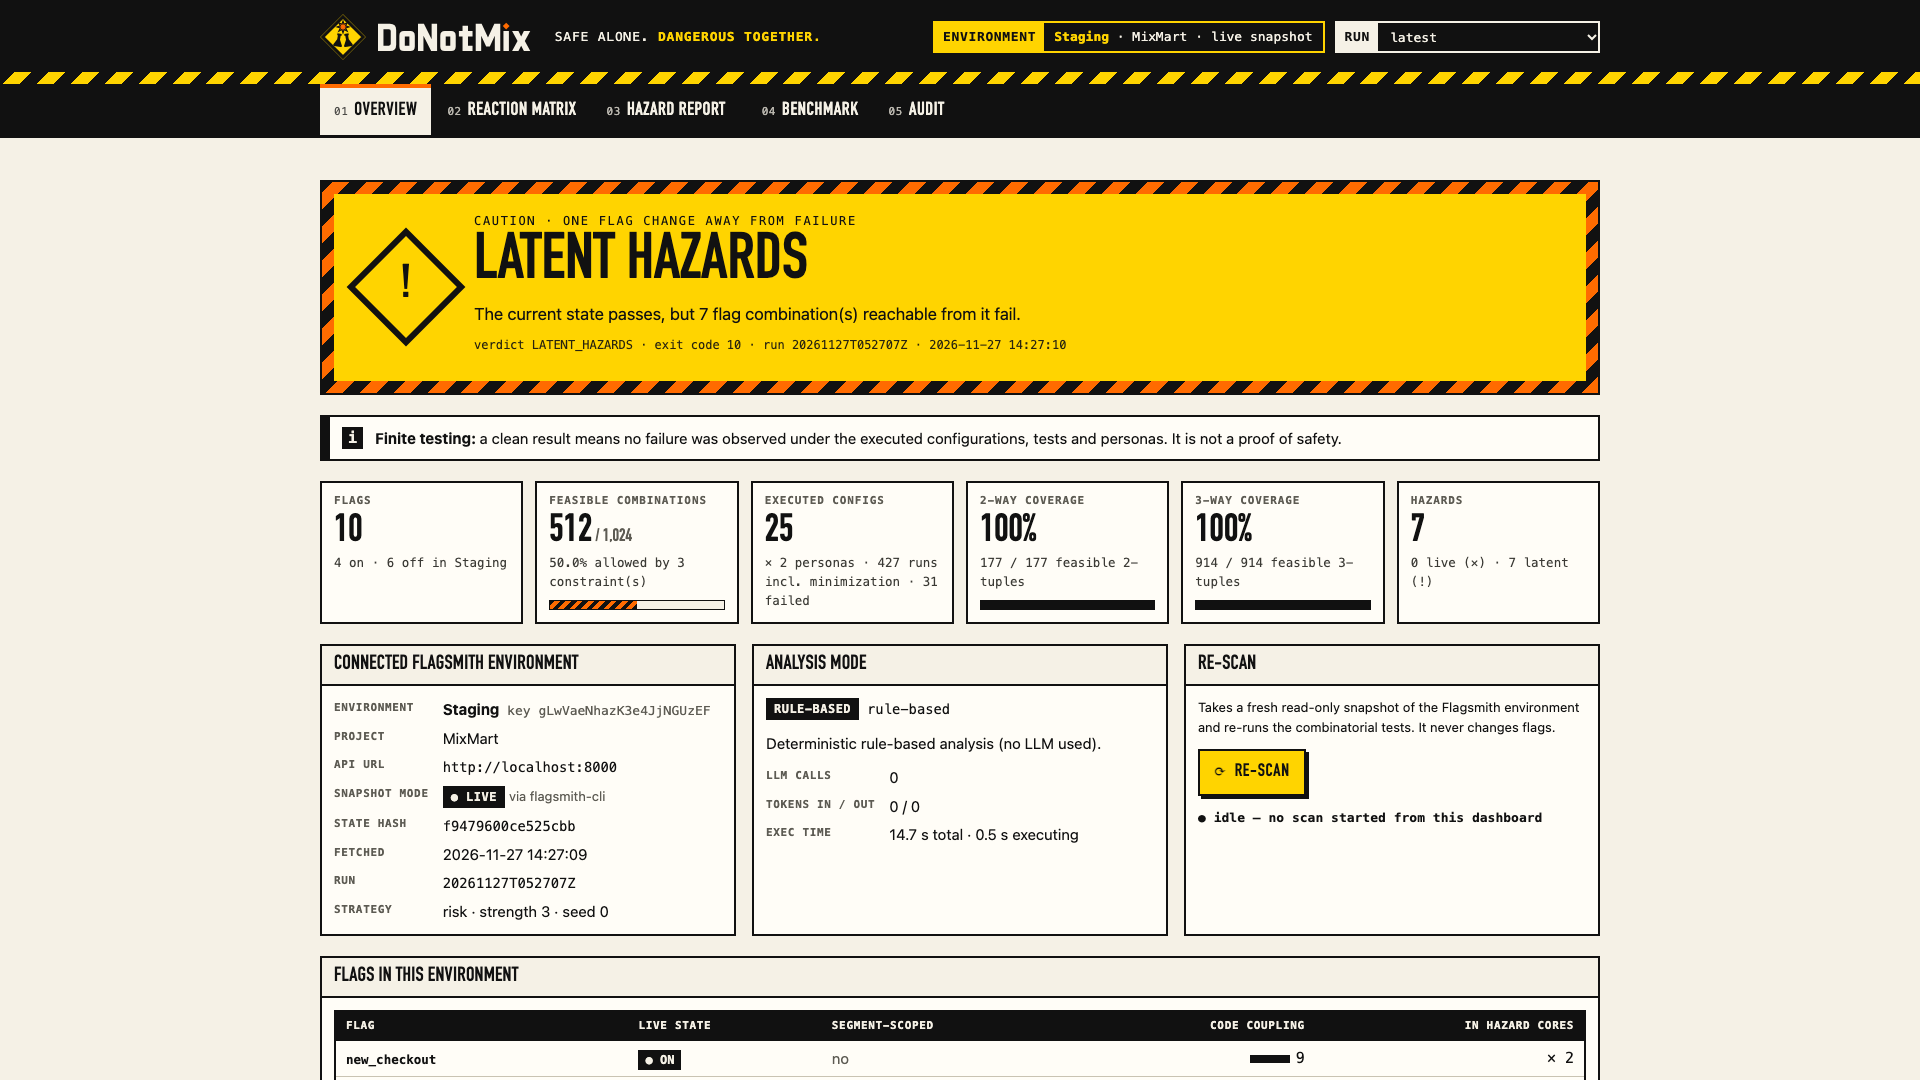 DoNotMix
SAFE ALONE. DANGEROUS TOGETHER.
ENVIRONMENT Staging · MixMart · live snapshot
RUN latest
01 OVERVIEW
02 REACTION MATRIX
03 HAZARD REPORT
04 BENCHMARK
05 AUDIT
!
CAUTION · ONE FLAG CHANGE AWAY FROM FAILURE
LATENT HAZARDS
The current state passes, but 7 flag combination(s) reachable from it fail.
verdict LATENT_HAZARDS · exit code 10 · run 20261127T052707Z · 2026-11-27 14:27:10
i Finite testing: a clean result means no failure was observed under the executed configurations, tests and personas. It is not a proof of safety.
FLAGS
10
4 on · 6 off in Staging
FEASIBLE COMBINATIONS
512 / 1,024
50.0% allowed by 3
constraint(s)
EXECUTED CONFIGS
25
× 2 personas · 427 runs
incl. minimization · 31
failed
2-WAY COVERAGE
100%
177 / 177 feasible 2-
tuples
3-WAY COVERAGE
100%
914 / 914 feasible 3-
tuples
HAZARDS
7
0 live (×) · 7 latent
(!)
CONNECTED FLAGSMITH ENVIRONMENT
ENVIRONMENT Staging key gLwVaeNhazK3e4JjNGUzEF
PROJECT MixMart
API URL http://localhost:8000
SNAPSHOT MODE ● LIVE via flagsmith-cli
STATE HASH f9479600ce525cbb
FETCHED 2026-11-27 14:27:09
RUN 20261127T052707Z
STRATEGY risk · strength 3 · seed 0
ANALYSIS MODE
RULE-BASED rule-based
Deterministic rule-based analysis (no LLM used).
LLM CALLS 0
TOKENS IN / OUT 0 / 0
EXEC TIME 14.7 s total · 0.5 s executing
RE-SCAN
Takes a fresh read-only snapshot of the Flagsmith environment
and re-runs the combinatorial tests. It never changes flags.
⟳ RE-SCAN
● idle — no scan started from this dashboard
FLAGS IN THIS ENVIRONMENT
FLAG LIVE STATE SEGMENT-SCOPED CODE COUPLING IN HAZARD CORES
new_checkout ● ON no 9 × 2